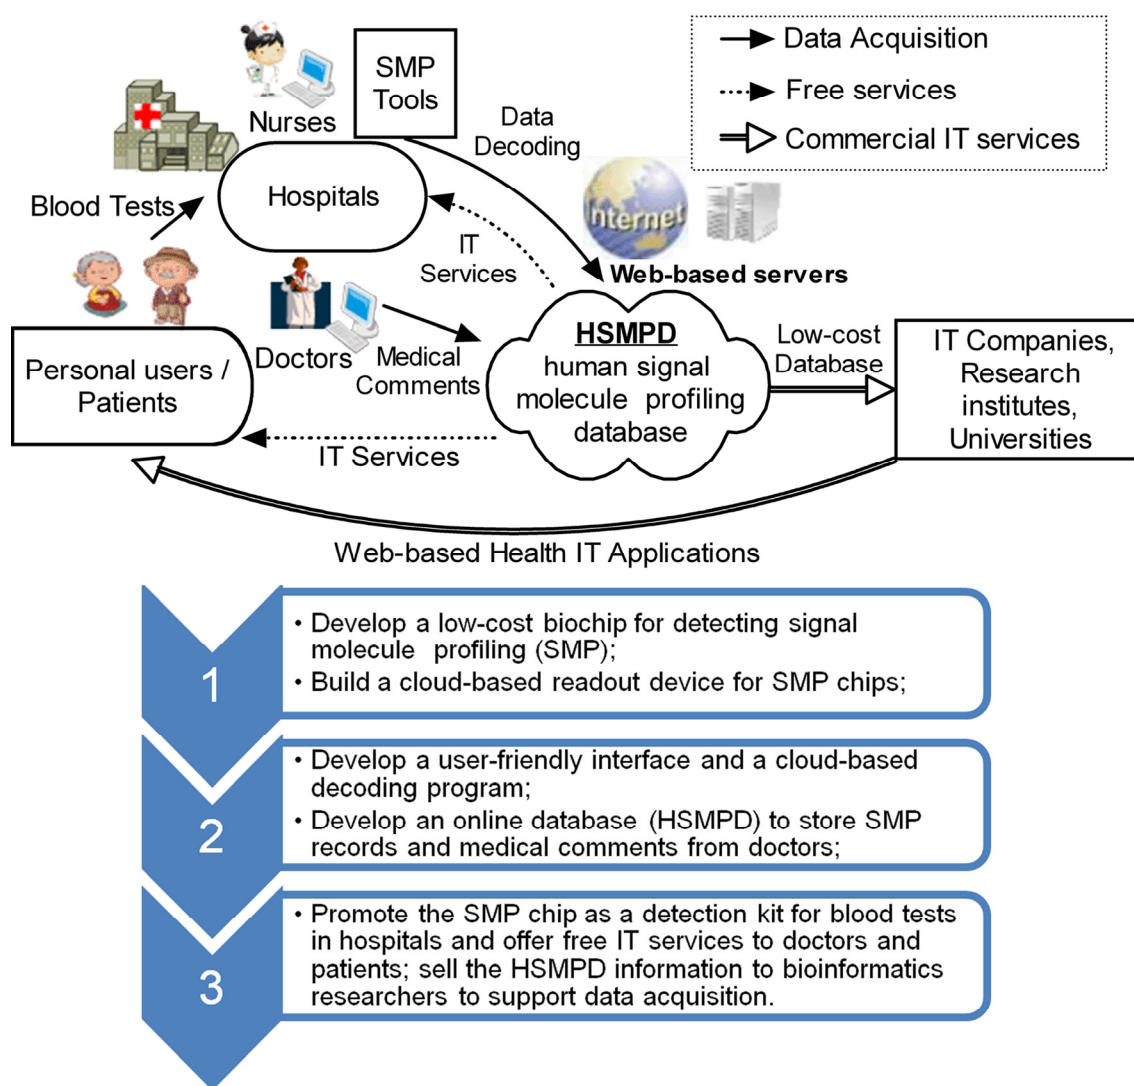 SMP
Tools
Nurses
Data
Decoding
Data Acquisition
Free services
Commercial IT services
Blood Tests
Hospitals
Internet
IT
Services
Web-based servers
Personal users /
Patients
Doctors
Medical
Comments
HSMPD
human signal
molecule profiling
database
Low-cost
Database
IT Companies,
Research
institutes,
Universities
IT Services
Web-based Health IT Applications
1
• Develop a low-cost biochip for detecting signal
molecule profiling (SMP);
• Build a cloud-based readout device for SMP chips;
2
• Develop a user-friendly interface and a cloud-based
decoding program;
• Develop an online database (HSMPD) to store SMP
records and medical comments from doctors;
3
• Promote the SMP chip as a detection kit for blood tests
in hospitals and offer free IT services to doctors and
patients; sell the HSMPD information to bioinformatics
researchers to support data acquisition.